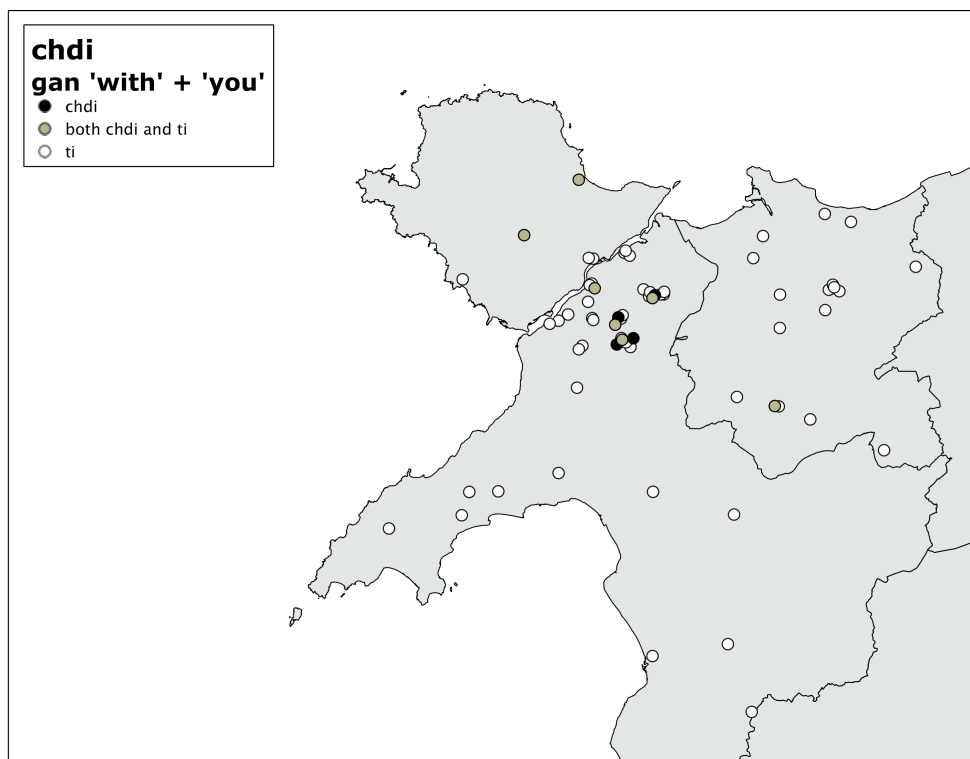 chdi
gan 'with' + 'you'
chdi
both chdi and ti
ti